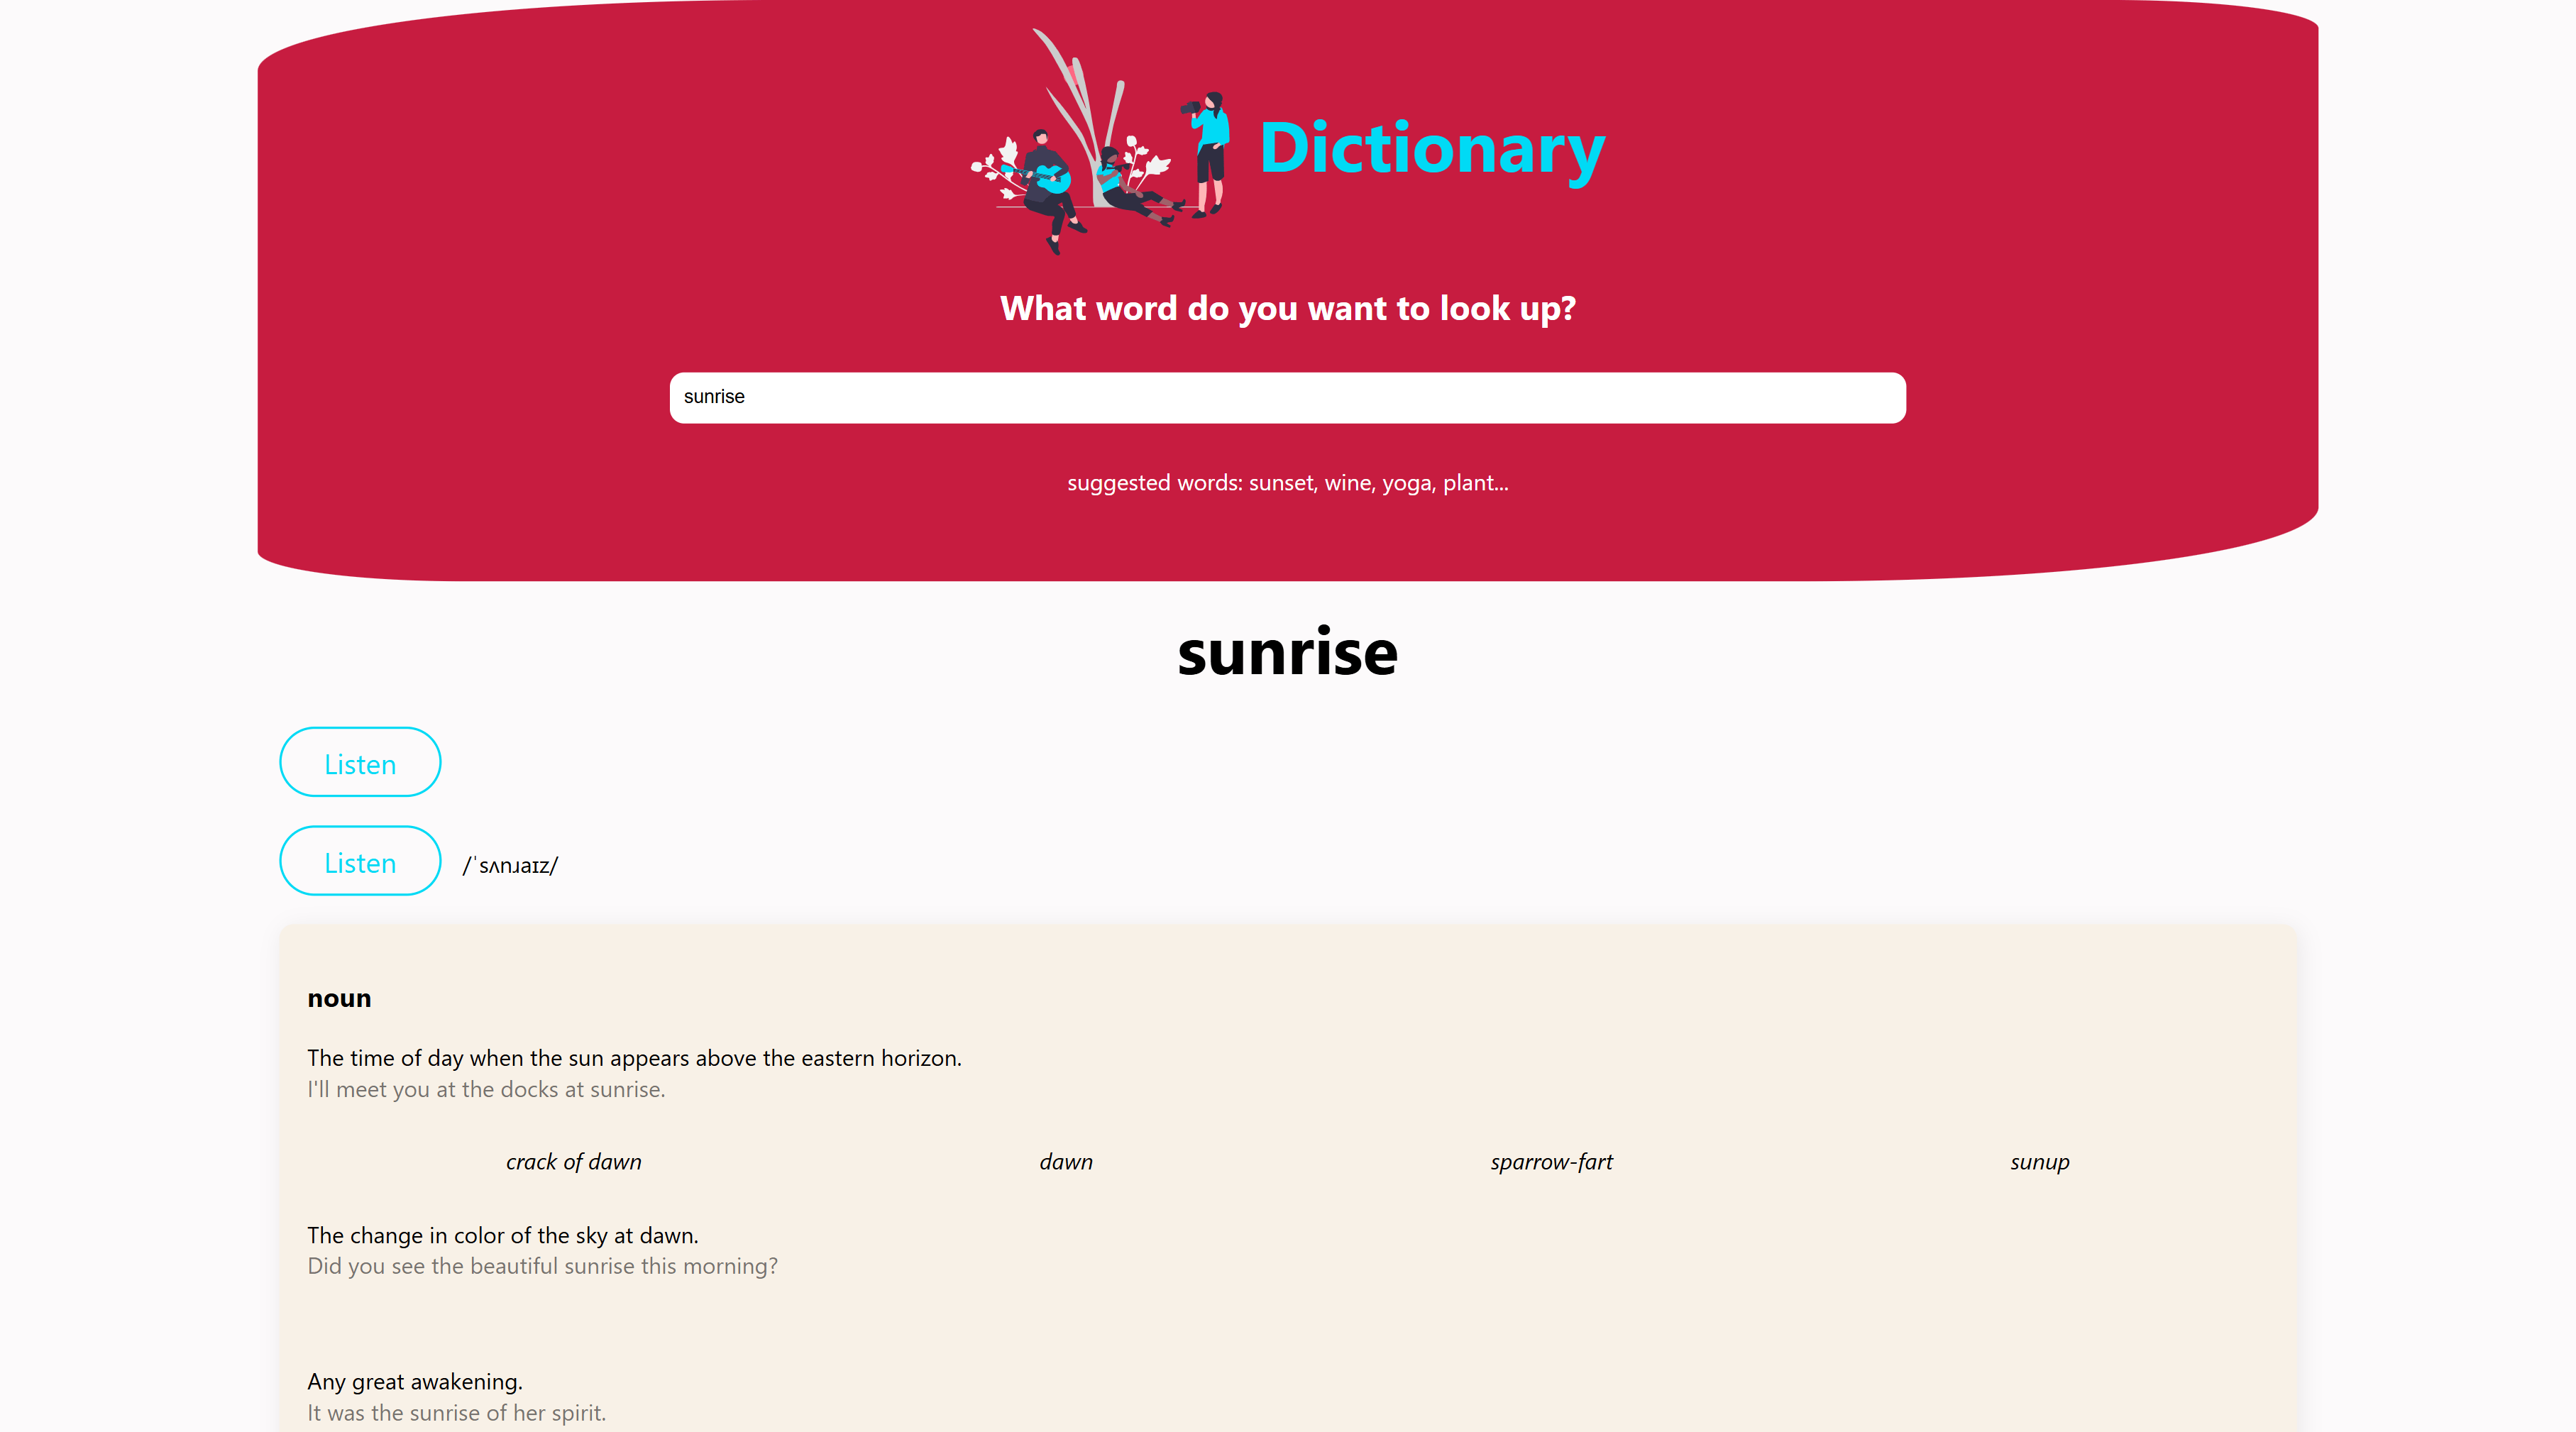 Dictionary
What word do you want to look up?
sunrise
suggested words: sunset, wine, yoga, plant...
sunrise
Listen
Listen /ˈsʌnɹaɪz/
noun
The time of day when the sun appears above the eastern horizon.
I'll meet you at the docks at sunrise.
crack of dawn dawn sparrow-fart sunup
The change in color of the sky at dawn.
Did you see the beautiful sunrise this morning?
Any great awakening.
It was the sunrise of her spirit.